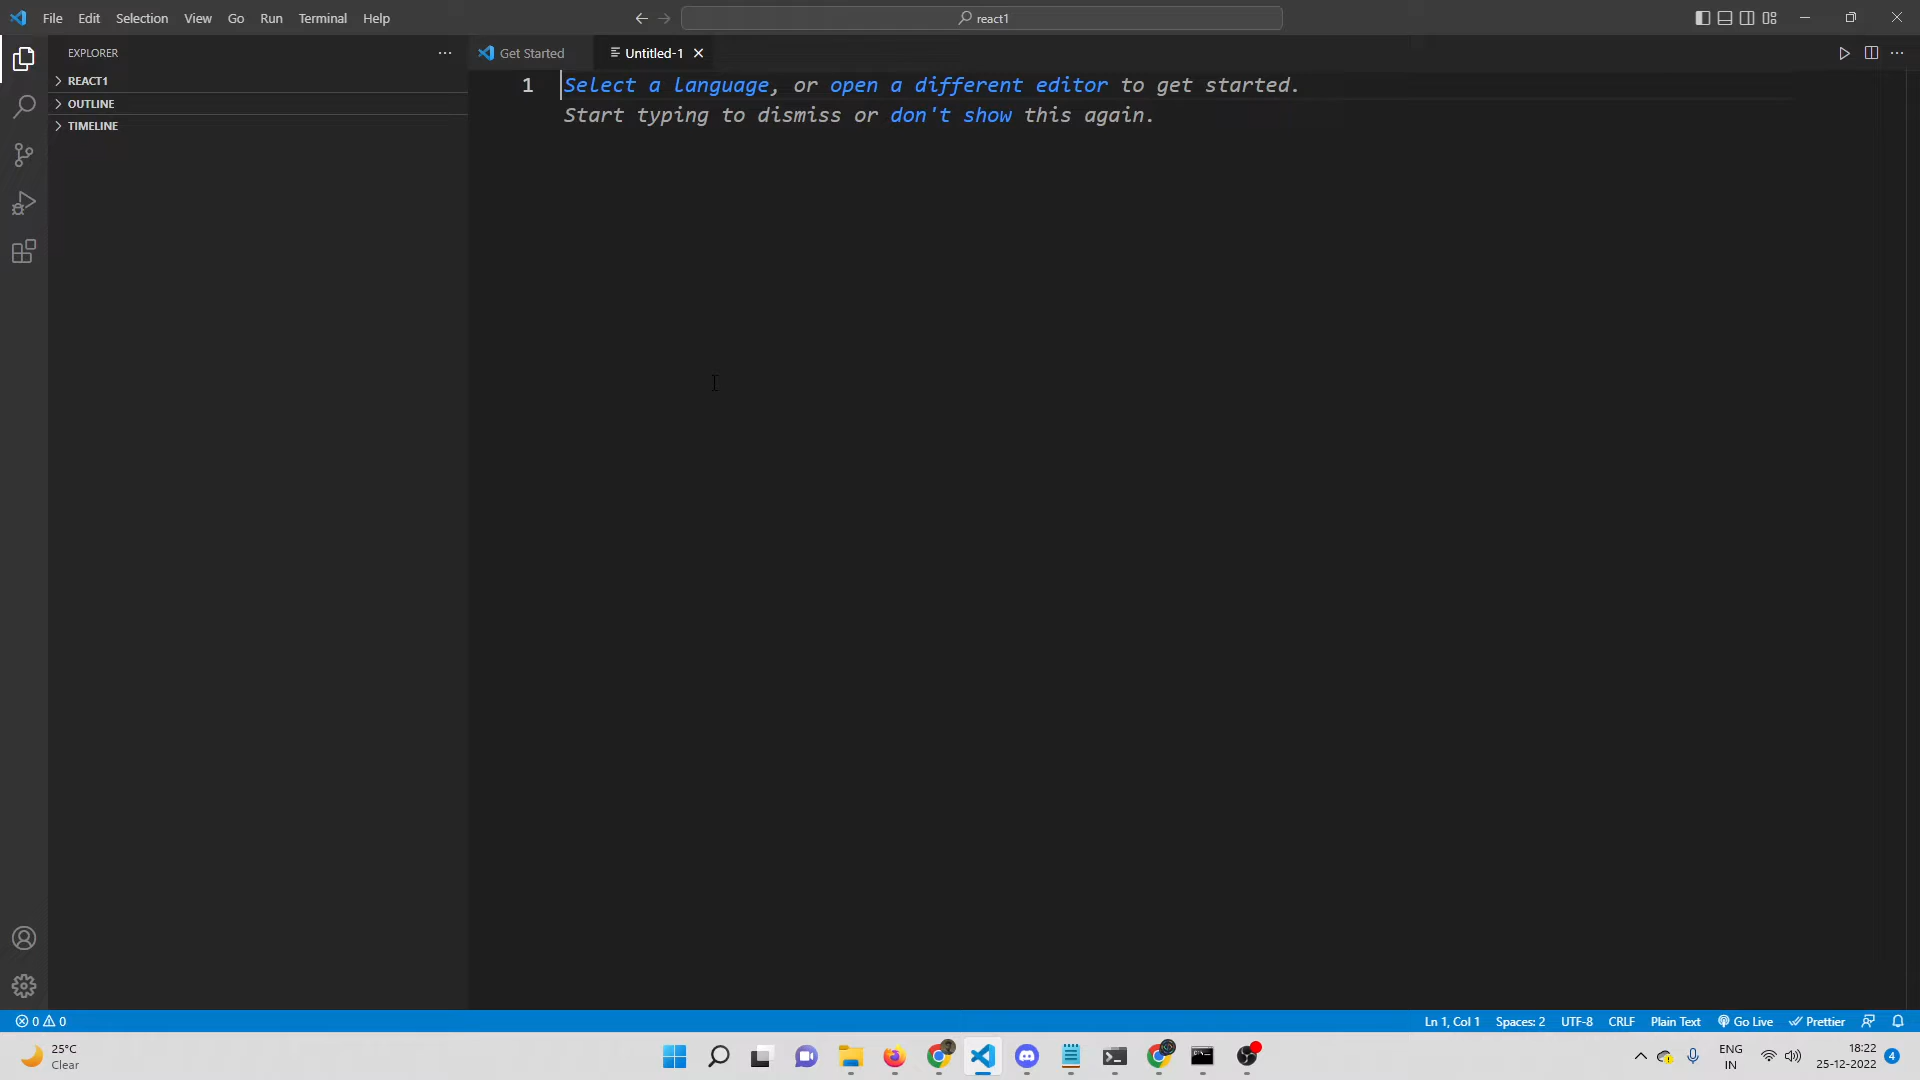 File Edit Selection View Go Run Terminal Help
react1
EXPLORER
Get Started
Untitled-1
REACT1
OUTLINE
TIMELINE
1
Select a language, or open a different editor to get started.
Start typing to dismiss or don't show this again.
0 0
Ln 1, Col 1 Spaces: 2 UTF-8 CRLF Plain Text Go Live Prettier
25°C
Clear
ENG
IN
18:22
25-12-2022
4